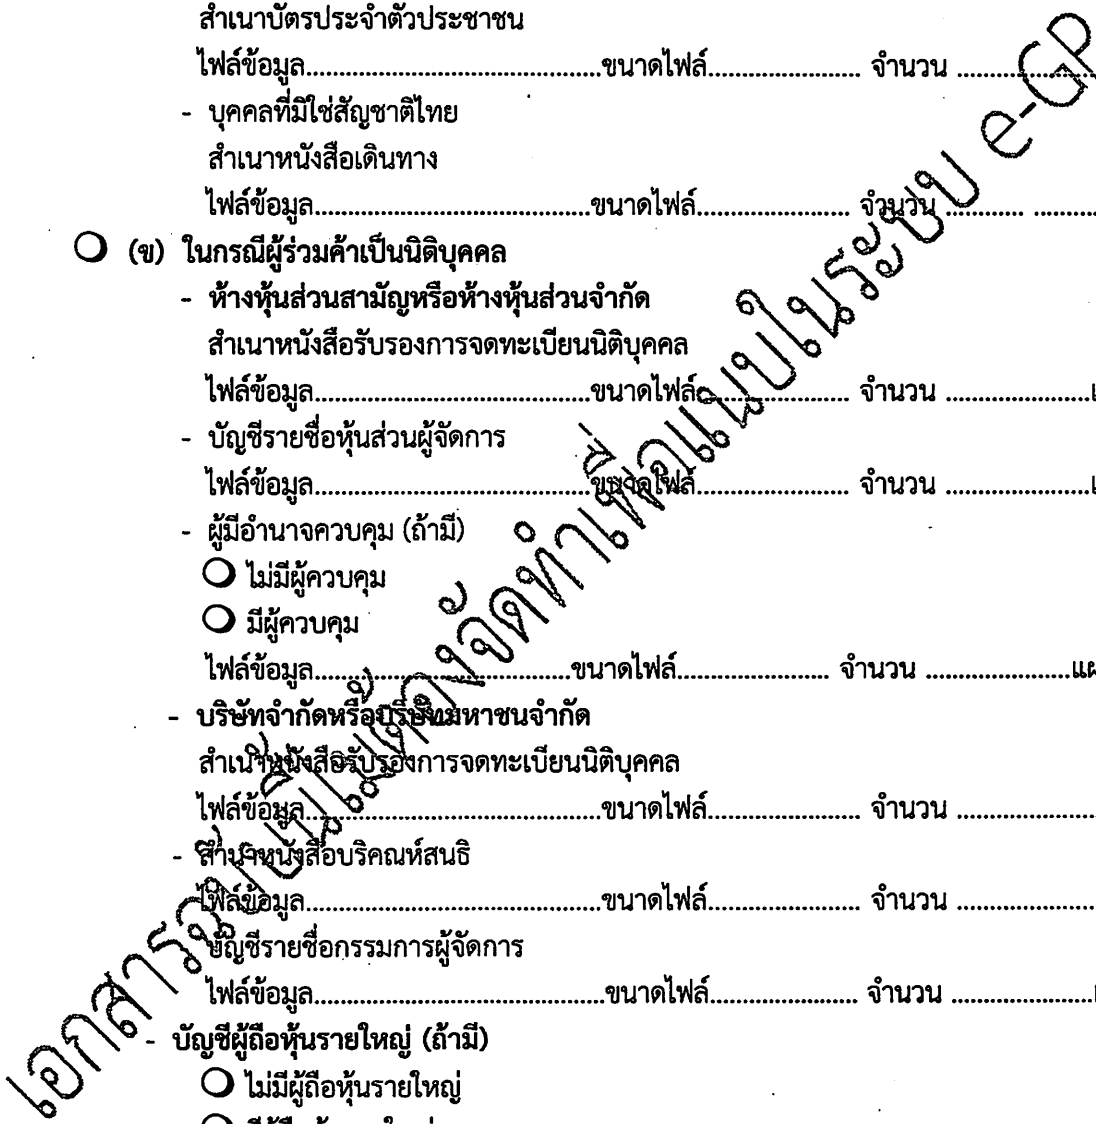 สำเนาบัตรประจำตัวประชาชน
ไฟล์ข้อมูล.............................................ขนาดไฟล์....................... จำนวน ......................
- บุคคลที่มิใช่สัญชาติไทย
สำเนาหนังสือเดินทาง
ไฟล์ข้อมูล..........................................ขนาดไฟล์....................... จำนวน ............ ..........
(ข) ในกรณีผู้ร่วมค้าเป็นนิติบุคคล
- ห้างหุ้นส่วนสามัญหรือห้างหุ้นส่วนจำกัด
สำเนาหนังสือรับรองการจดทะเบียนนิติบุคคล
ไฟล์ข้อมูล..........................................ขนาดไฟล์....................... จำนวน ......................
- บัญชีรายชื่อหุ้นส่วนผู้จัดการ
ไฟล์ข้อมูล..........................................ขนาดไฟล์....................... จำนวน ......................
- ผู้มีอำนาจควบคุม (ถ้ามี)
ไม่มีผู้ควบคุม
มีผู้ควบคุม
ไฟล์ข้อมูล.......................................ขนาดไฟล์....................... จำนวน ......................
- บริษัทจำกัดหรือบริษัทมหาชนจำกัด
สำเนาหนังสือรับรองการจดทะเบียนนิติบุคคล
ไฟล์ข้อมูล.............................................ขนาดไฟล์....................... จำนวน ......................
- สำเนาหนังสือบริคณห์สนธิ
ไฟล์ข้อมูล.............................................ขนาดไฟล์....................... จำนวน ......................
บัญชีรายชื่อกรรมการผู้จัดการ
ไฟล์ข้อมูล............................................ขนาดไฟล์....................... จำนวน ......................
- บัญชีผู้ถือหุ้นรายใหญ่ (ถ้ามี)
ไม่มีผู้ถือหุ้นรายใหญ่
เอกสารฉบับนี้ไม่ต้องจัดทำเพื่อแนบในระบบ e-GP